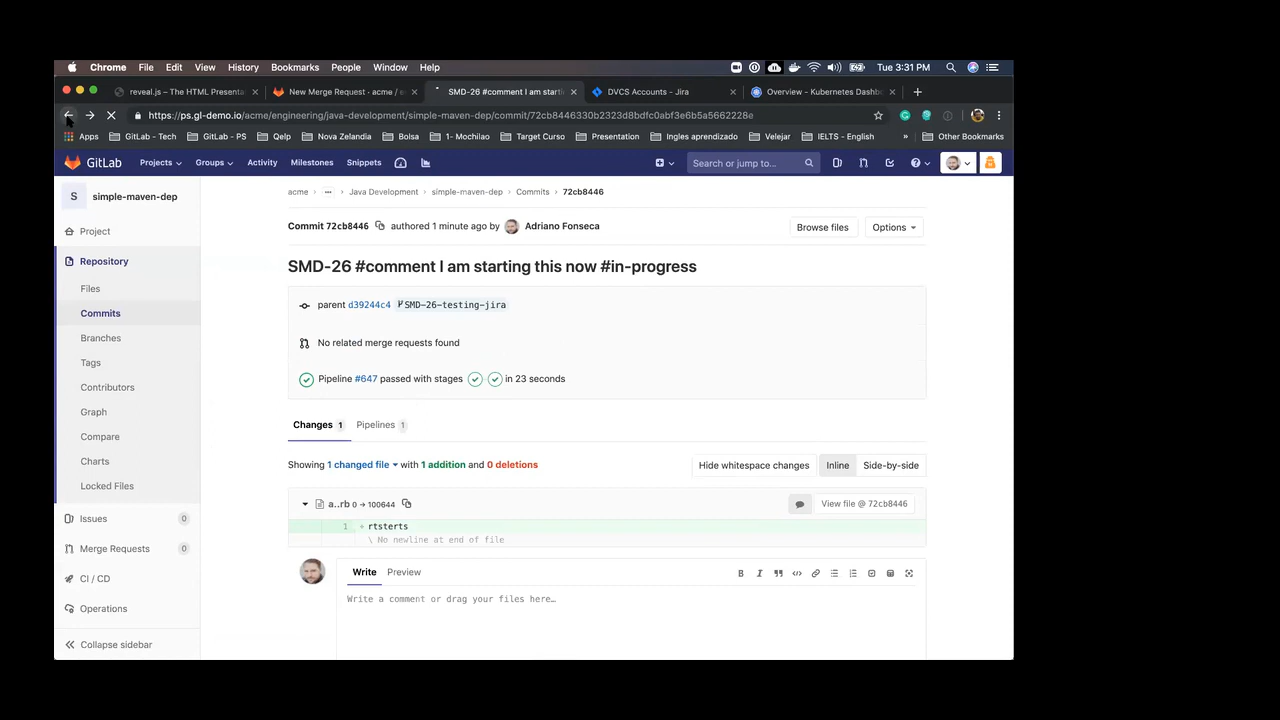 Chrome File Edit View History Bookmarks People Window Help Tue 3:31 PM
reveal.js – The HTML Presenta New Merge Request · acme / e SMD-26 #comment I am starti DVCS Accounts - Jira Overview - Kubernetes Dashb
https://ps.gl-demo.io/acme/engineering/java-development/simple-maven-dep/commit/72cb8446330b2323d8bdfc0abf3e6b5a5662228e
Apps GitLab - Tech GitLab - PS Qelp Nova Zelandia Bolsa 1- Mochilao Target Curso Presentation Ingles aprendizado Velejar IELTS - English » Other Bookmarks
GitLab Projects Groups Activity Milestones Snippets Search or jump to...
S simple-maven-dep
acme ··· Java Development simple-maven-dep Commits 72cb8446
Project
Repository
Files
Commits
Branches
Tags
Contributors
Graph
Compare
Charts
Locked Files
Issues 0
Merge Requests 0
CI / CD
Operations
Collapse sidebar
Commit 72cb8446 authored 1 minute ago by Adriano Fonseca Browse files Options
SMD-26 #comment I am starting this now #in-progress
parent d39244c4 SMD-26-testing-jira
No related merge requests found
Pipeline #647 passed with stages in 23 seconds
Changes 1 Pipelines 1
Showing 1 changed file with 1 addition and 0 deletions Hide whitespace changes Inline Side-by-side
a..rb 0 → 100644 View file @ 72cb8446
1 + rtsterts
\ No newline at end of file
Write Preview
Write a comment or drag your files here…